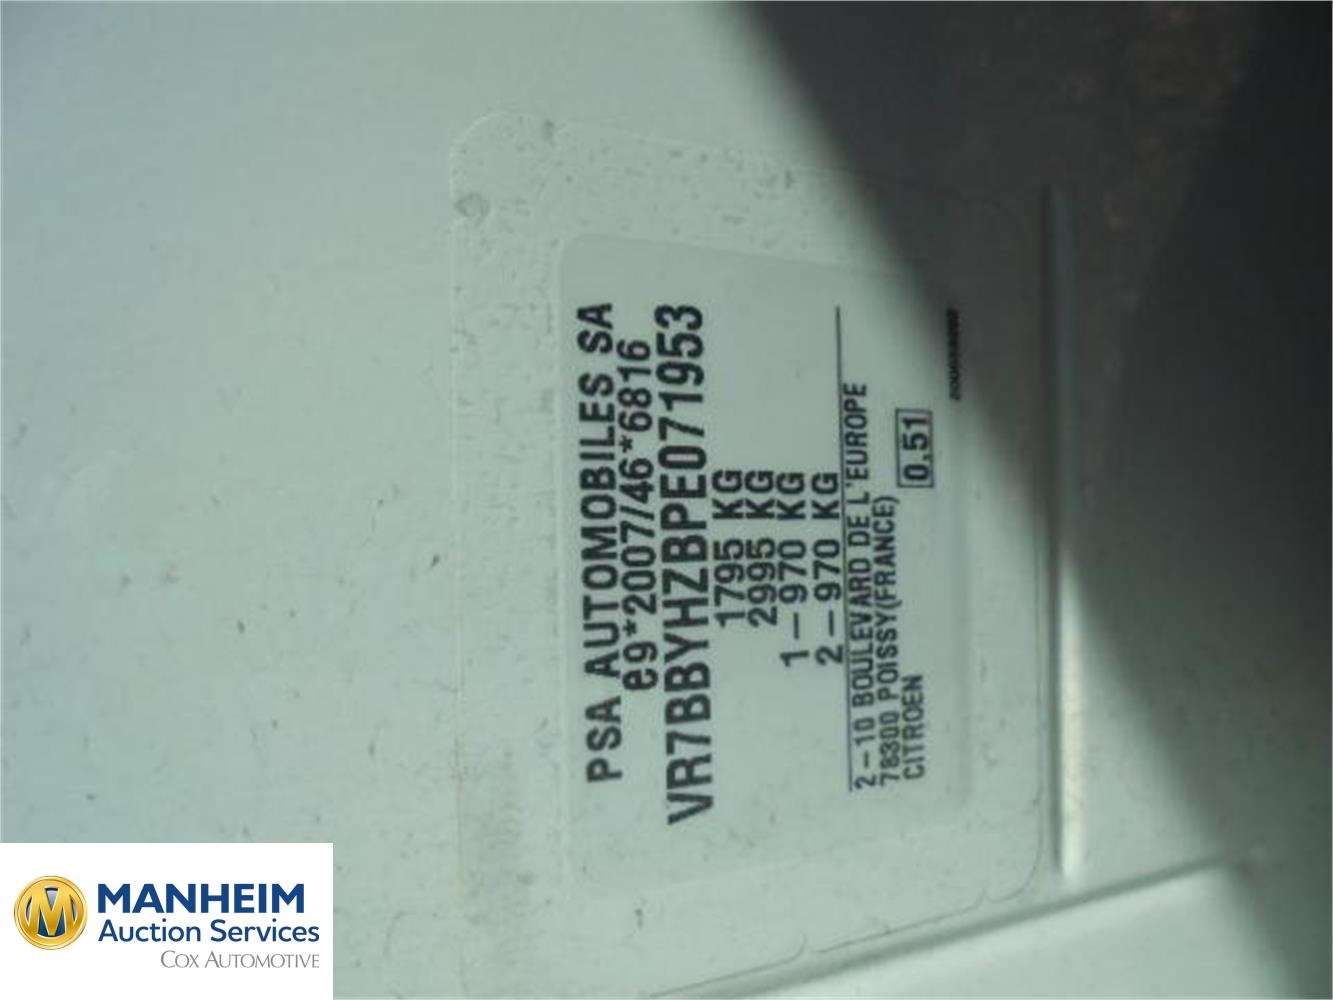 PSA AUTOMOBILES SA
e9*2007/46*6816
VR7BBYHZBPE071953
1795 KG
2995 KG
1-970 KG
2-970 KG
2-10 BOULEVARD DE L'EUROPE
78300 POISSY(FRANCE)
CITROEN
0.51
MANHEIM
Auction Services
COX AUTOMOTIVE